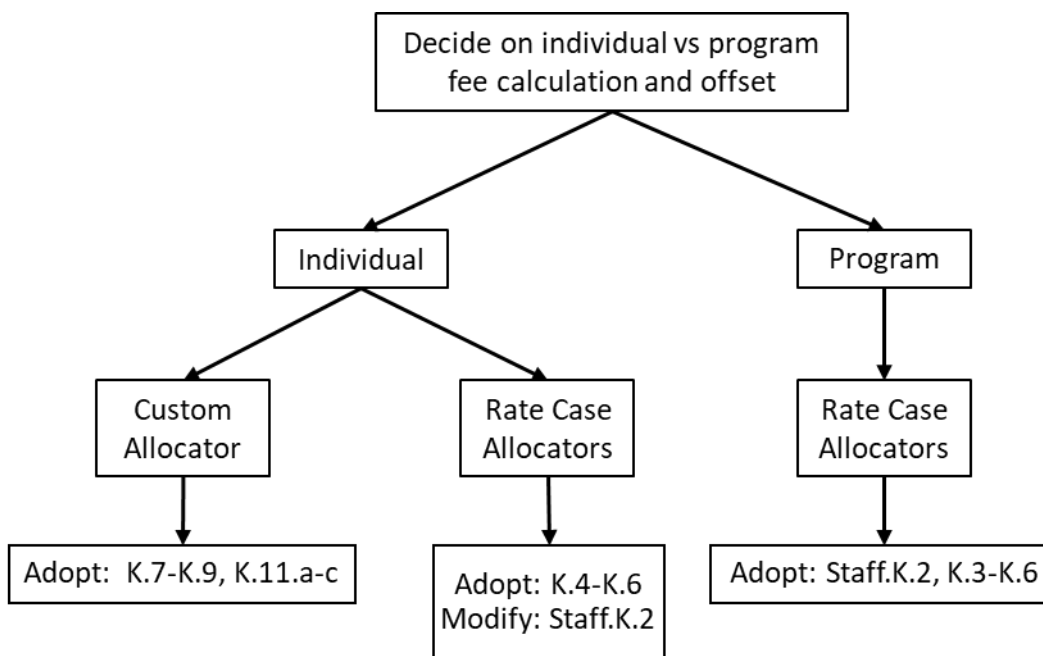 Decide on individual vs program
fee calculation and offset
Individual
Program
Custom
Allocator
Rate Case
Allocators
Rate Case
Allocators
Adopt: K.7-K.9, K.11.a-c
Adopt: K.4-K.6
Modify: Staff.K.2
Adopt: Staff.K.2, K.3-K.6